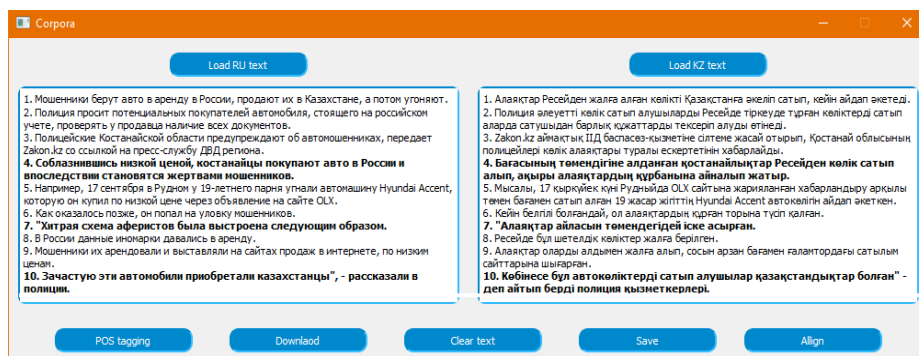 Corpora
Load RU text
Load KZ text
1. Мошенники берут авто в аренду в России, продают их в Казахстане, а потом угоняют.
2. Полиция просит потенциальных покупателей автомобиля, стоящего на российском
учете, проверять у продавца наличие всех документов.
3. Полицейские Костанайской области предупреждают об автомошенниках, передает
Zakon.kz со ссылкой на пресс-службу ДВД региона.
4. Соблазнившись низкой ценой, костанайцы покупают авто в России и
впоследствии становятся жертвами мошенников.
5. Например, 17 сентября в Рудном у 19-летнего парня угнали автомашину Hyundai Accent,
которую он купил по низкой цене через объявление на сайте OLX.
6. Как оказалось позже, он попал на уловку мошенников.
7. "Хитрая схема аферистов была выстроена следующим образом.
8. В России данные иномарки давались в аренду.
9. Мошенники их арендовали и выставляли на сайтах продаж в интернете, по низким
ценам.
10. Зачастую эти автомобили приобретали казахстанцы", - рассказали в
полиции.
1. Алаяқтар Ресейден жалға алған көлікті Қазақстанға әкеліп сатып, кейін айдап әкетеді.
2. Полиция әлеуетті көлік сатып алушыларды Ресейде тіркеуде тұрған көліктерді сатып
аларда сатушыдан барлық құжаттарды тексеріп алуды өтінеді.
3. Zakon.kz аймақтық ІІД баспасөз-қызметіне сілтеме жасай отырып, Қостанай облысының
полицейлері көлік алаяқтары туралы ескертетінін хабарлайды.
4. Бағасының төмендігіне алданған қостанайлықтар Ресейден көлік сатып
алып, ақыры алаяқтардың құрбанына айналып жатыр.
5. Мысалы, 17 қыркүйек күні Рудныйда OLX сайтына жарияланған хабарландыру арқылы
төмен бағамен сатып алған 19 жасар жігіттің Hyundai Accent автокөлігін айдап әкеткен.
6. Кейін белгілі болғандай, ол алаяқтардың құрған торына түсіп қалған.
7. "Алаяқтар айласын төмендегідей іске асырған.
8. Ресейде бұл шетелдік көліктер жалға берілген.
9. Алаяқтар оларды алдымен жалға алып, сосын арзан бағамен ғаламтордағы сатылым
сайттарына шығарған.
10. Көбінесе бұл автокөліктерді сатып алушылар қазақстандықтар болған" -
деп айтып берді полиция қызметкерлері.
POS tagging
Downlaod
Clear text
Save
Allign